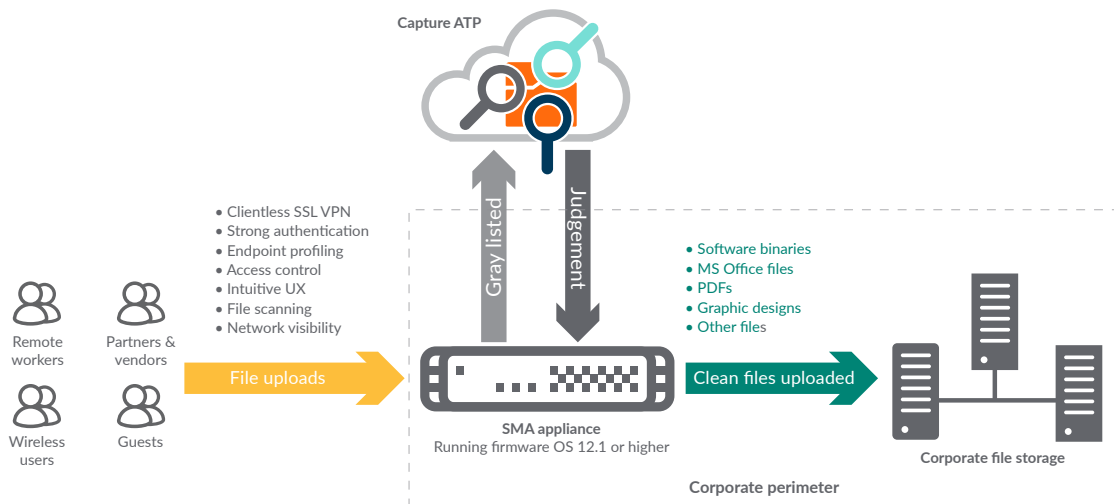 Capture ATP
Gray listed
Judgement
• Clientless SSL VPN
• Strong authentication
• Endpoint profiling
• Access control
• Intuitive UX
• File scanning
• Network visibility
• Software binaries
• MS Office files
• PDFs
• Graphic designs
• Other files
Remote
workers
Partners &
vendors
Wireless
users
Guests
File uploads
Clean files uploaded
SMA appliance
Running firmware OS 12.1 or higher
Corporate file storage
Corporate perimeter